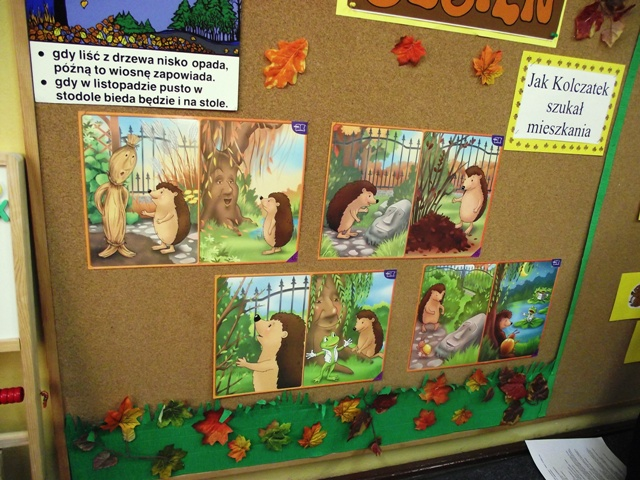 • gdy liść z drzewa nisko opada,
późną to wiosnę zapowiada.
• gdy w listopadzie pusto w
stodole bieda będzie i na stole.
Jak Kolczatek
szukał
mieszkania